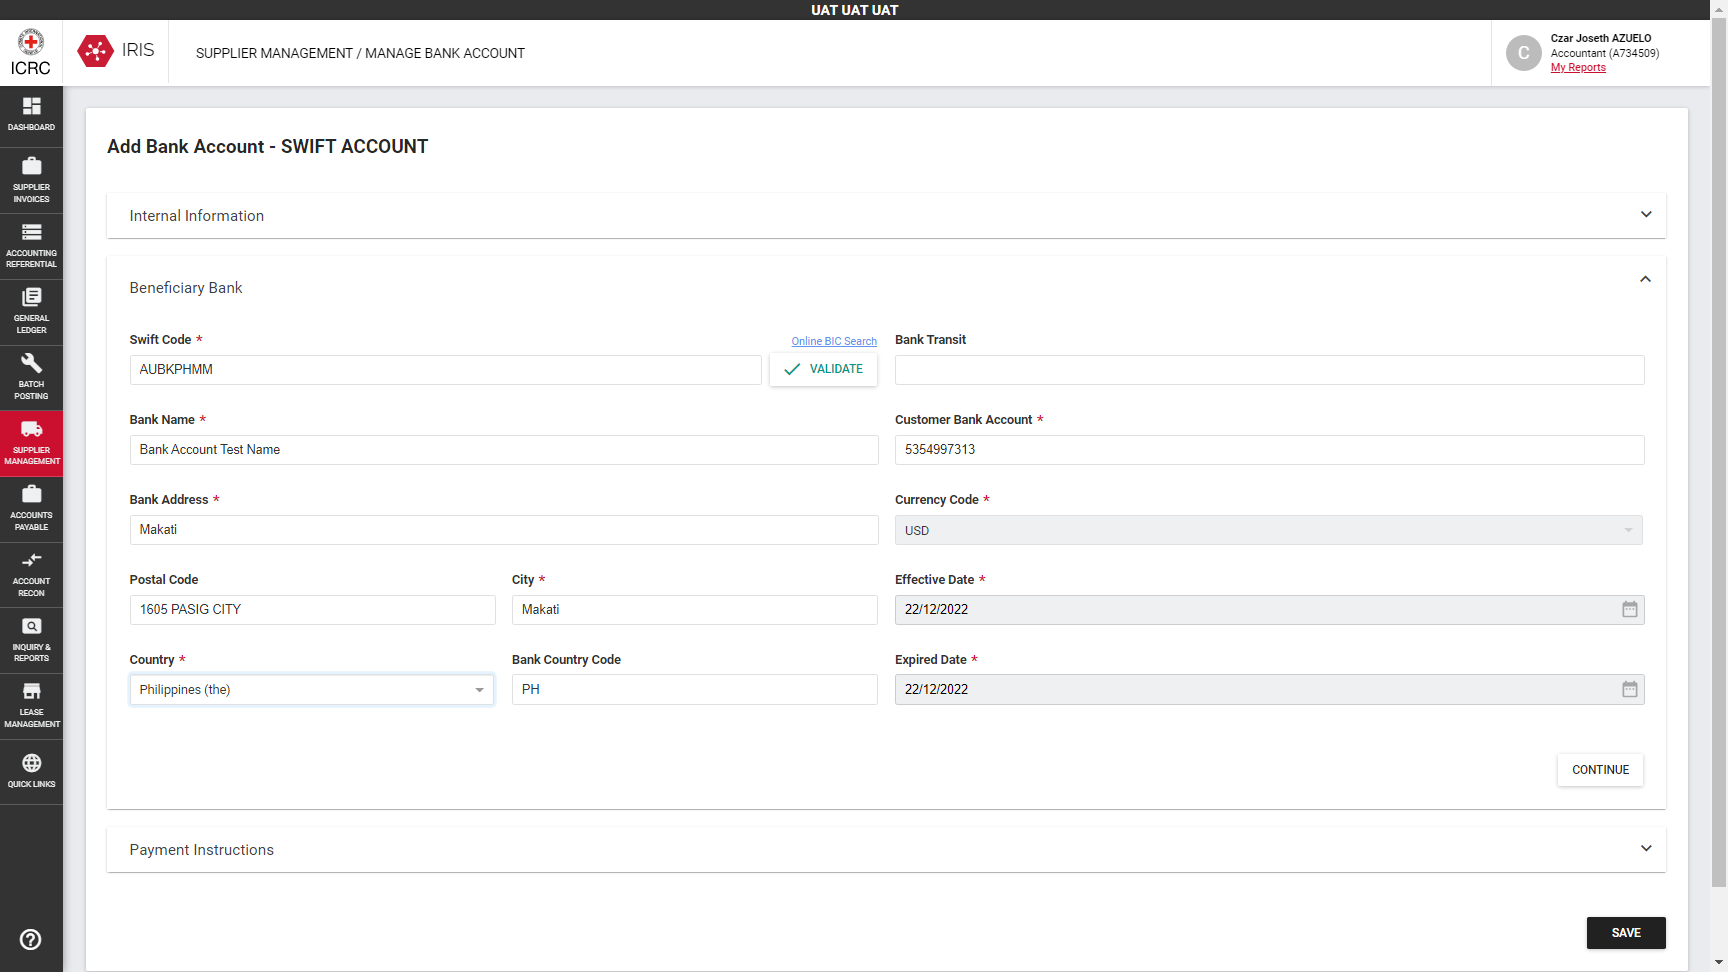 UAT UAT UAT
ICRC
IRIS
SUPPLIER MANAGEMENT / MANAGE BANK ACCOUNT
C
Czar Joseth AZUELO
Accountant (A734509)
My Reports
DASHBOARD
SUPPLIER
INVOICES
ACCOUNTING
REFERENTIAL
GENERAL
LEDGER
BATCH
POSTING
SUPPLIER
MANAGEMENT
ACCOUNTS
PAYABLE
ACCOUNT
RECON
INQUIRY &
REPORTS
LEASE
MANAGEMENT
QUICK LINKS
Add Bank Account - SWIFT ACCOUNT
Internal Information
Beneficiary Bank
Swift Code *
Online BIC Search
Bank Transit
AUBKPHMM
VALIDATE
Bank Name *
Customer Bank Account *
Bank Account Test Name
5354997313
Bank Address *
Currency Code *
Makati
USD
Postal Code
City *
Effective Date *
1605 PASIG CITY
Makati
22/12/2022
Country *
Bank Country Code
Expired Date *
Philippines (the)
PH
22/12/2022
CONTINUE
Payment Instructions
SAVE